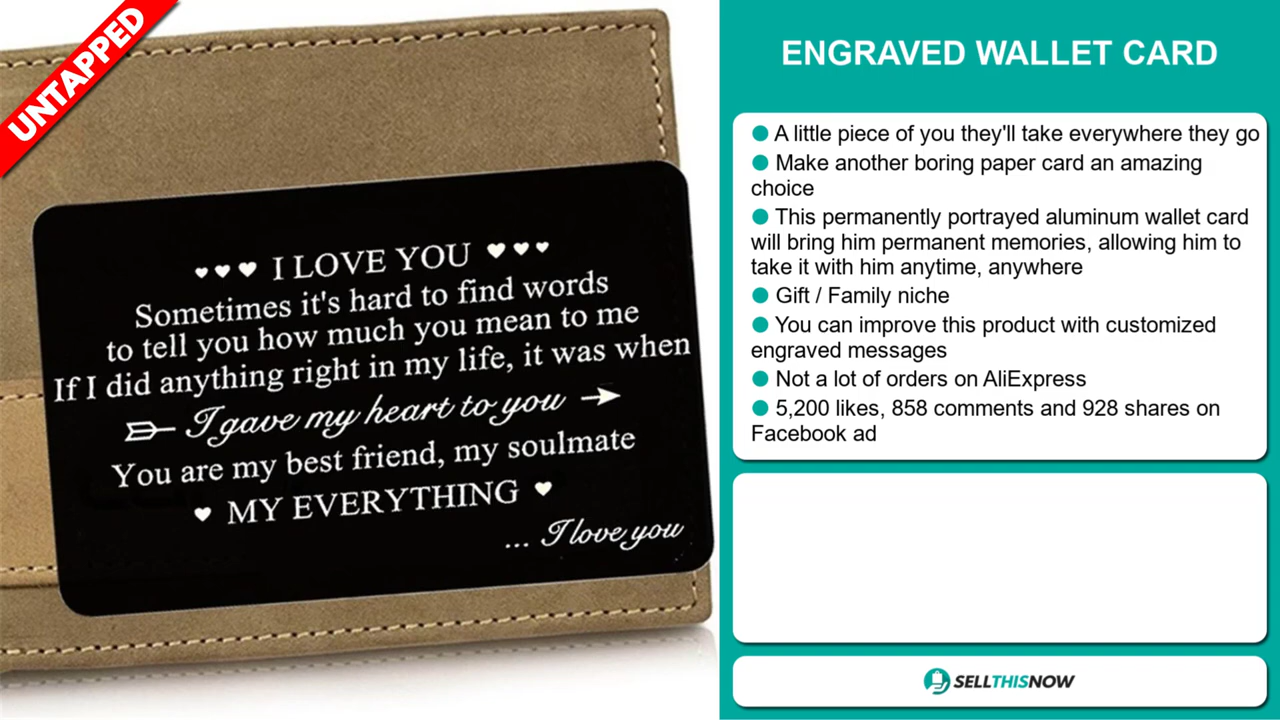 UNTAPPED
♥♥♥ I LOVE YOU ♥♥♥
Sometimes it's hard to find words
to tell you how much you mean to me
If I did anything right in my life, it was when
I gave my heart to you
You are my best friend, my soulmate
♥ MY EVERYTHING ♥
... I love you
ENGRAVED WALLET CARD
● A little piece of you they'll take everywhere they go
● Make another boring paper card an amazing
choice
● This permanently portrayed aluminum wallet card
will bring him permanent memories, allowing him to
take it with him anytime, anywhere
● Gift / Family niche
● You can improve this product with customized
engraved messages
● Not a lot of orders on AliExpress
● 5,200 likes, 858 comments and 928 shares on
Facebook ad
SELLTHISNOW